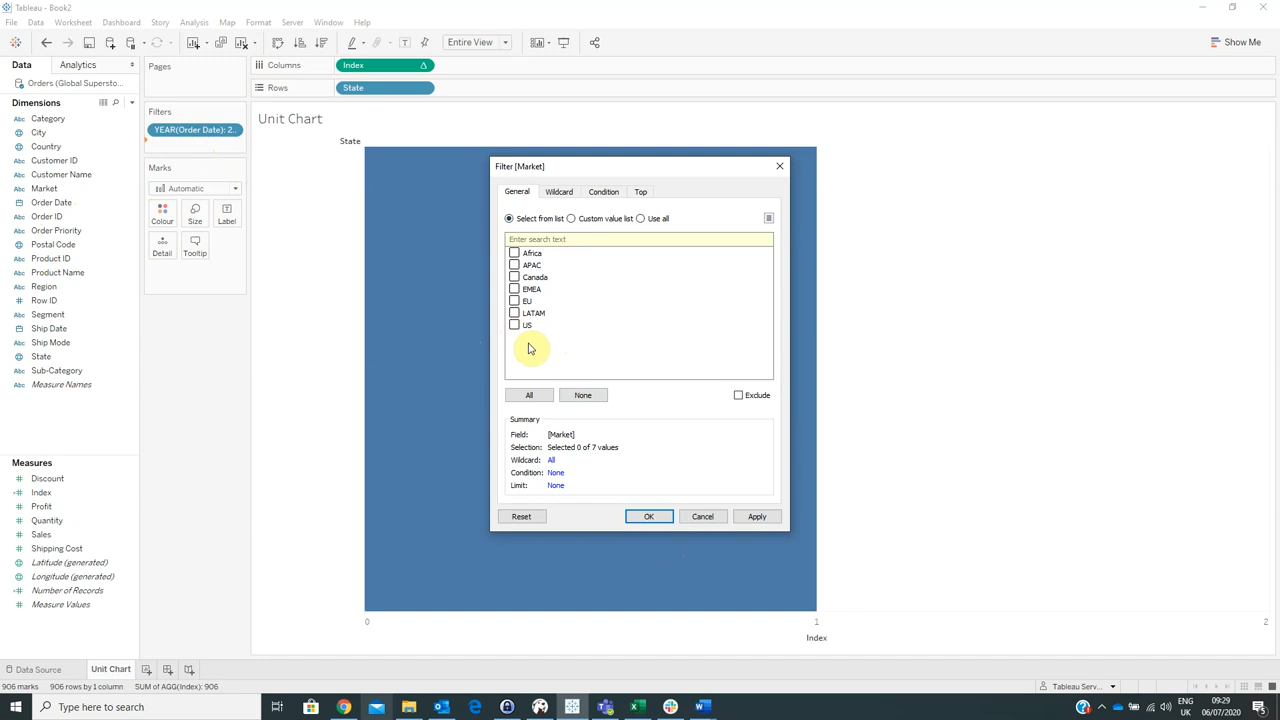 Tableau - Book2
File Data Worksheet Dashboard Story Analysis Map Format Server Window Help
Entire View
Show Me
Data Analytics
Orders (Global Supersto...
Dimensions
Category
City
Country
Customer ID
Customer Name
Market
Order Date
Order ID
Order Priority
Postal Code
Product ID
Product Name
Region
Row ID
Segment
Ship Date
Ship Mode
State
Sub-Category
Measure Names
Measures
Discount
Index
Profit
Quantity
Sales
Shipping Cost
Latitude (generated)
Longitude (generated)
Number of Records
Measure Values
Pages
Filters
YEAR(Order Date): 2..
Marks
Automatic
Colour Size Label
Detail Tooltip
Columns Index
Rows State
Unit Chart
State
0 1 2
Index
Filter [Market]
General Wildcard Condition Top
Select from list Custom value list Use all
Enter search text
Africa
APAC
Canada
EMEA
EU
LATAM
US
All None Exclude
Summary
Field: [Market]
Selection: Selected 0 of 7 values
Wildcard: All
Condition: None
Limit: None
Reset OK Cancel Apply
Data Source Unit Chart
906 marks 906 rows by 1 column SUM of AGG(Index): 906
Tableau Serv...
Type here to search
ENG 09:29
UK 06/07/2020